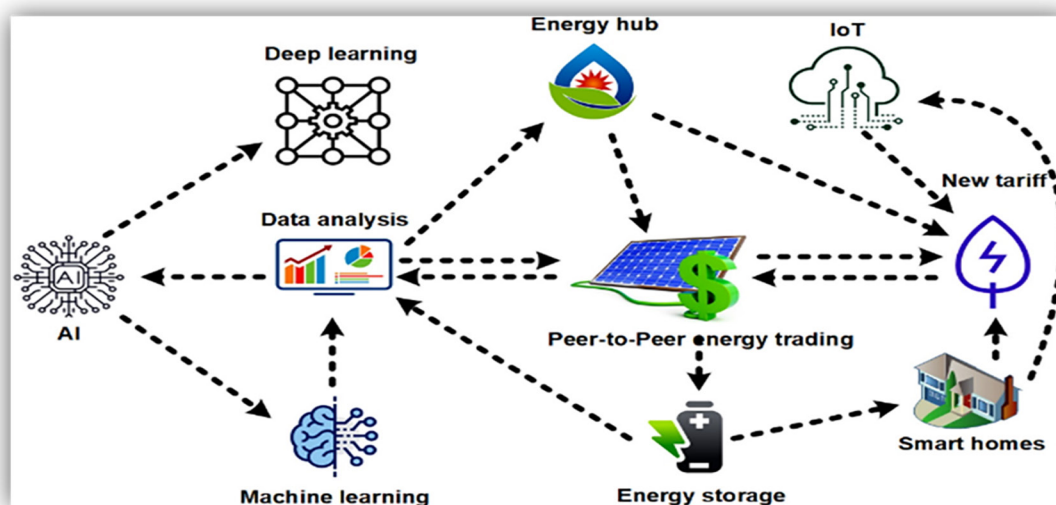 Energy hub
IoT
Deep learning
New tariff
Data analysis
AI
AI
Peer-to-Peer energy trading
Smart homes
Machine learning
Energy storage